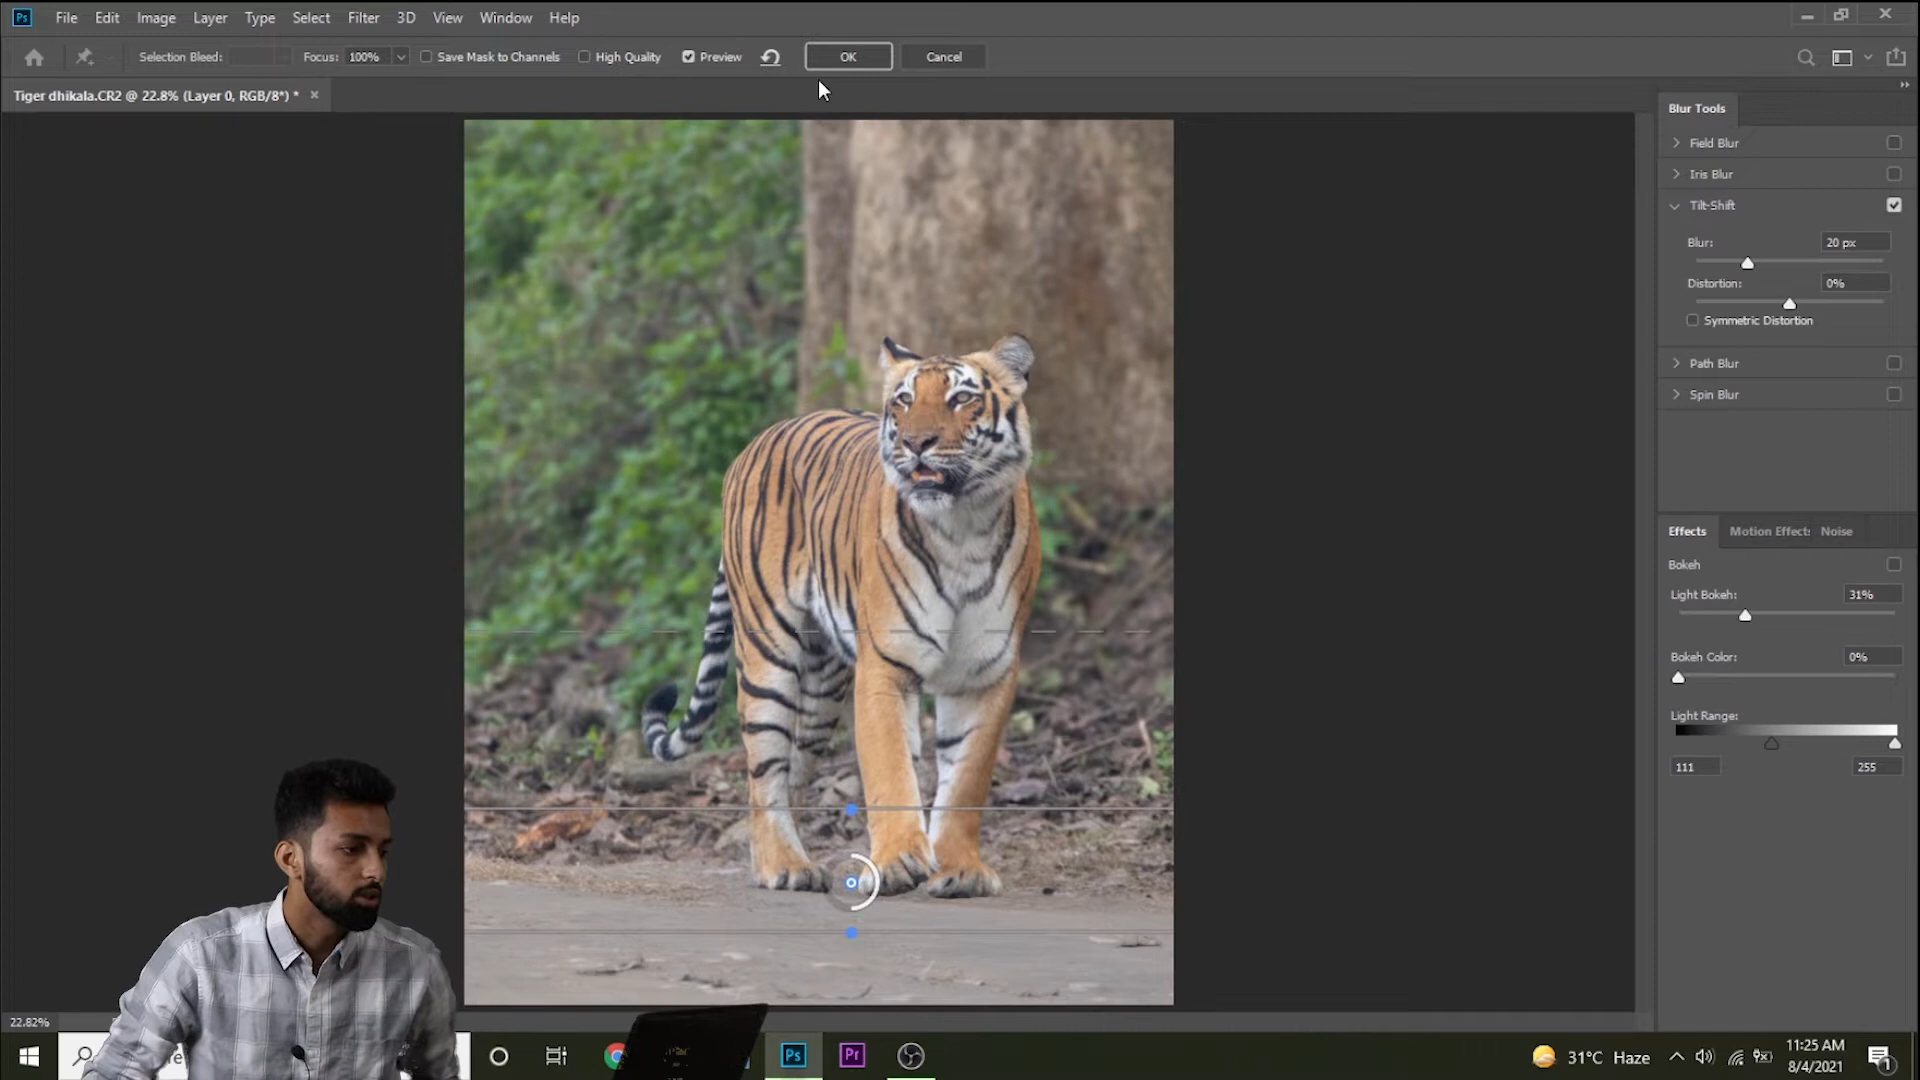 Ps File Edit Image Layer Type Select Filter 3D View Window Help
Selection Bleed: Focus: 100% Save Mask to Channels High Quality Preview OK Cancel
Tiger dhikala.CR2 @ 22.8% (Layer 0, RGB/8*) * ×
Blur Tools
Field Blur
Iris Blur
Tilt-Shift
Blur: 20 px
Distortion: 0%
Symmetric Distortion
Path Blur
Spin Blur
Effects Motion Effects Noise
Bokeh
Light Bokeh: 31%
Bokeh Color: 0%
Light Range:
111 255
22.82%
Ps Pr 31°C Haze 11:25 AM
8/4/2021
1